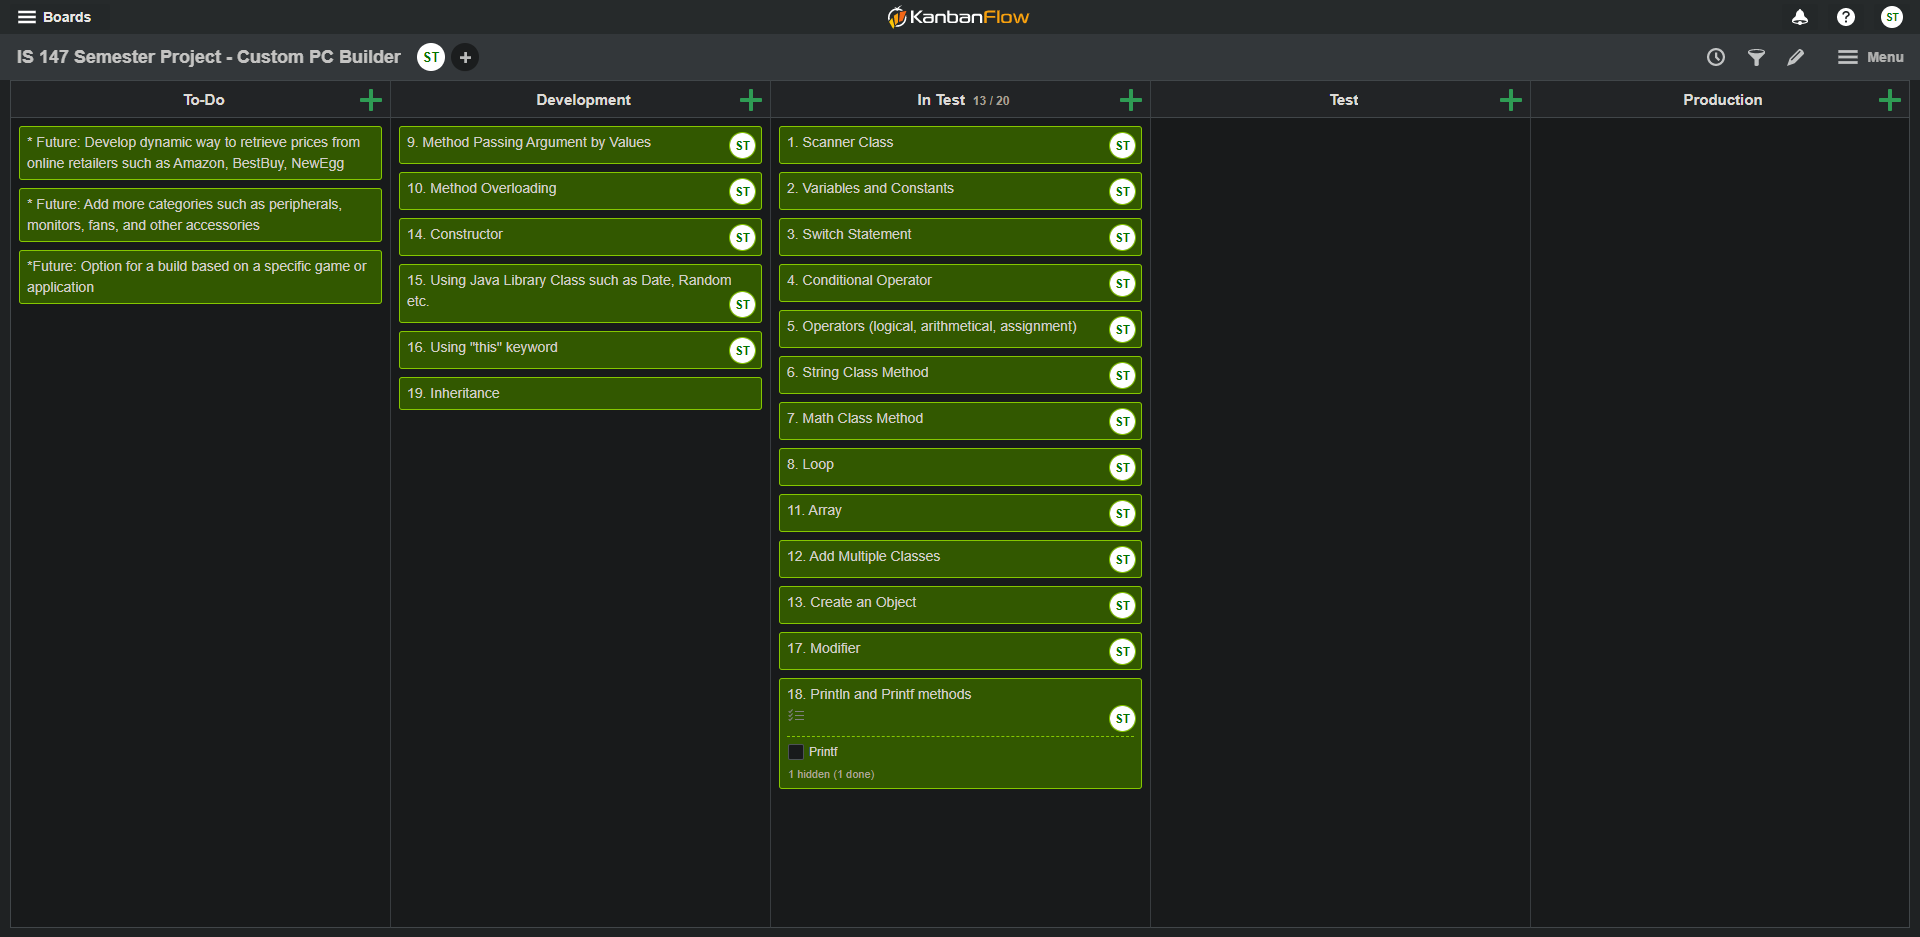 Boards
KanbanFlow
ST
IS 147 Semester Project - Custom PC Builder
ST
Menu
To-Do
Development
In Test 13 / 20
Test
Production
* Future: Develop dynamic way to retrieve prices from
online retailers such as Amazon, BestBuy, NewEgg
* Future: Add more categories such as peripherals,
monitors, fans, and other accessories
*Future: Option for a build based on a specific game or
application
9. Method Passing Argument by Values
ST
10. Method Overloading
ST
14. Constructor
ST
15. Using Java Library Class such as Date, Random
etc.
ST
16. Using "this" keyword
ST
19. Inheritance
1. Scanner Class
ST
2. Variables and Constants
ST
3. Switch Statement
ST
4. Conditional Operator
ST
5. Operators (logical, arithmetical, assignment)
ST
6. String Class Method
ST
7. Math Class Method
ST
8. Loop
ST
11. Array
ST
12. Add Multiple Classes
ST
13. Create an Object
ST
17. Modifier
ST
18. Println and Printf methods
ST
Printf
1 hidden (1 done)